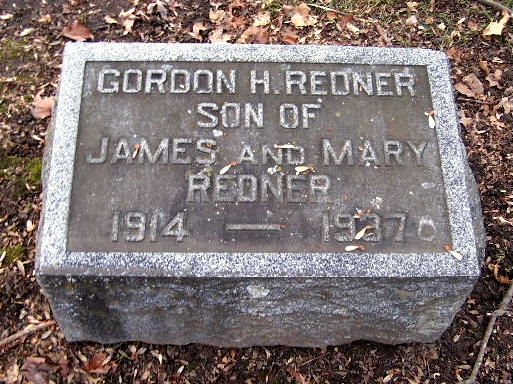 GORDON H. REDNER
SON OF
JAMES AND MARY
REDNER
1914 — 1937